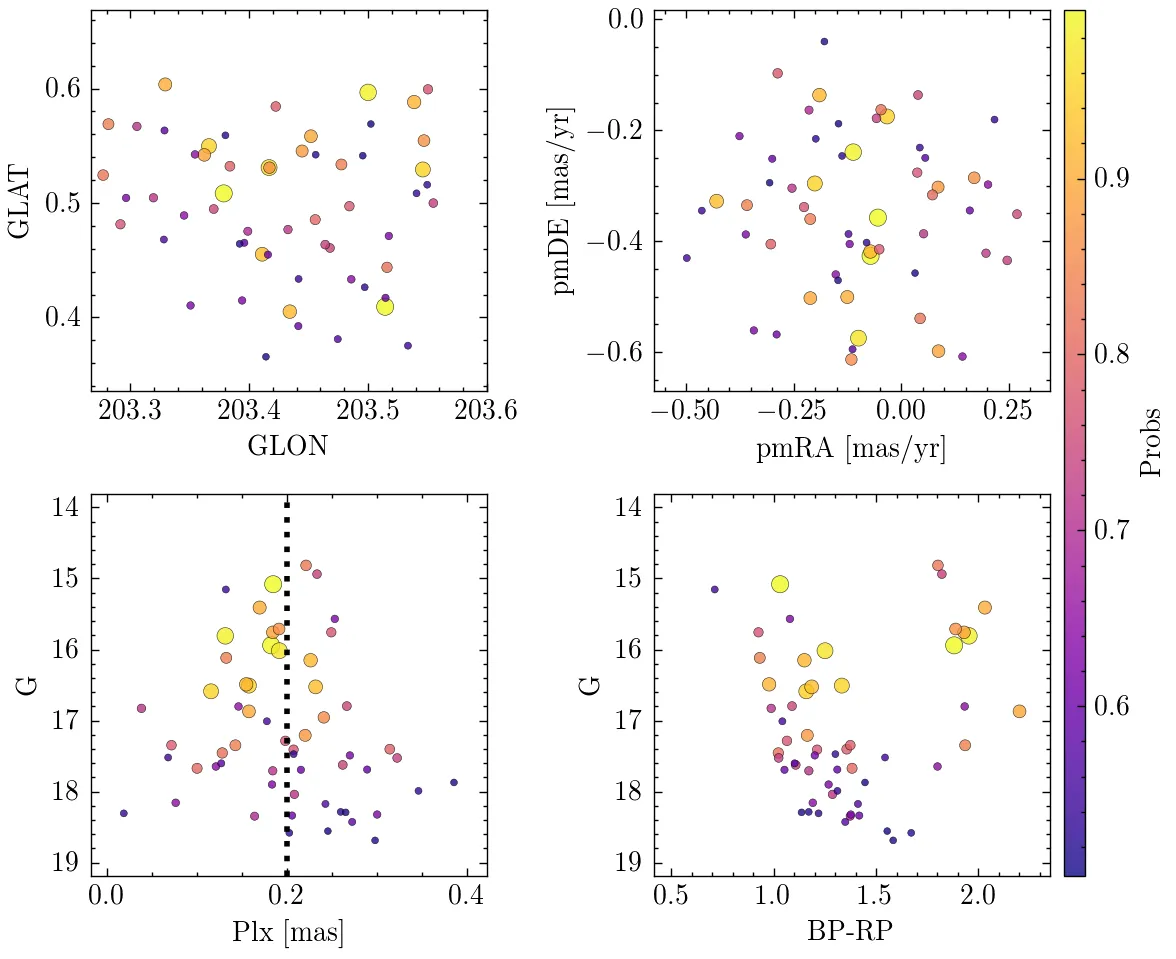 0.6
0.5
0.4
GLAT
203.3 203.4 203.5 203.6
GLON
0.0
−0.2
−0.4
−0.6
pmDE [mas/yr]
−0.50 −0.25 0.00 0.25
pmRA [mas/yr]
0.9
0.8
0.7
0.6
Probs
14
15
16
17
18
19
G
0.0 0.2 0.4
Plx [mas]
14
15
16
17
18
19
G
0.5 1.0 1.5 2.0
BP-RP